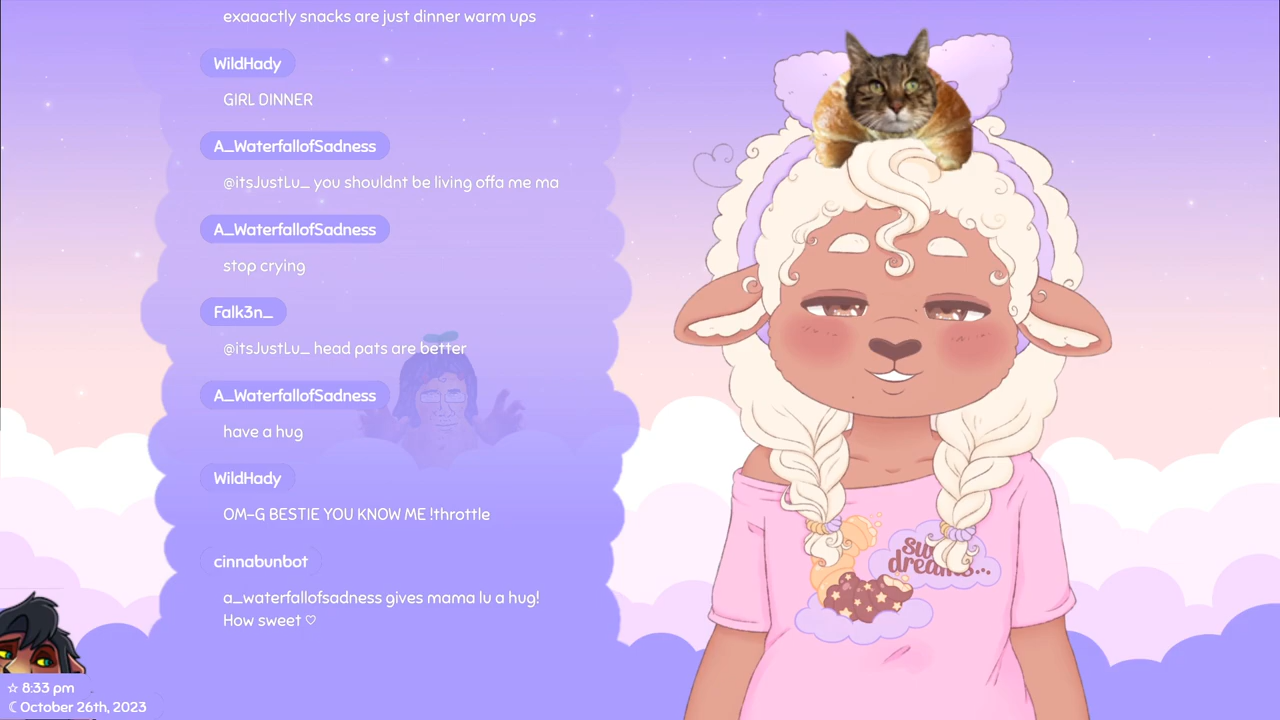 exaaactly snacks are just dinner warm ups
WildHady
GIRL DINNER
A_WaterfallofSadness
@itsJustLu_ you shouldnt be living offa me ma
A_WaterfallofSadness
stop crying
Falk3n_
@itsJustLu_ head pats are better
A_WaterfallofSadness
have a hug
WildHady
OM-G BESTIE YOU KNOW ME !throttle
cinnabunbot
a_waterfallofsadness gives mama lu a hug!
How sweet ♡
dreams...
☆ 8:33 pm
☾ October 26th, 2023